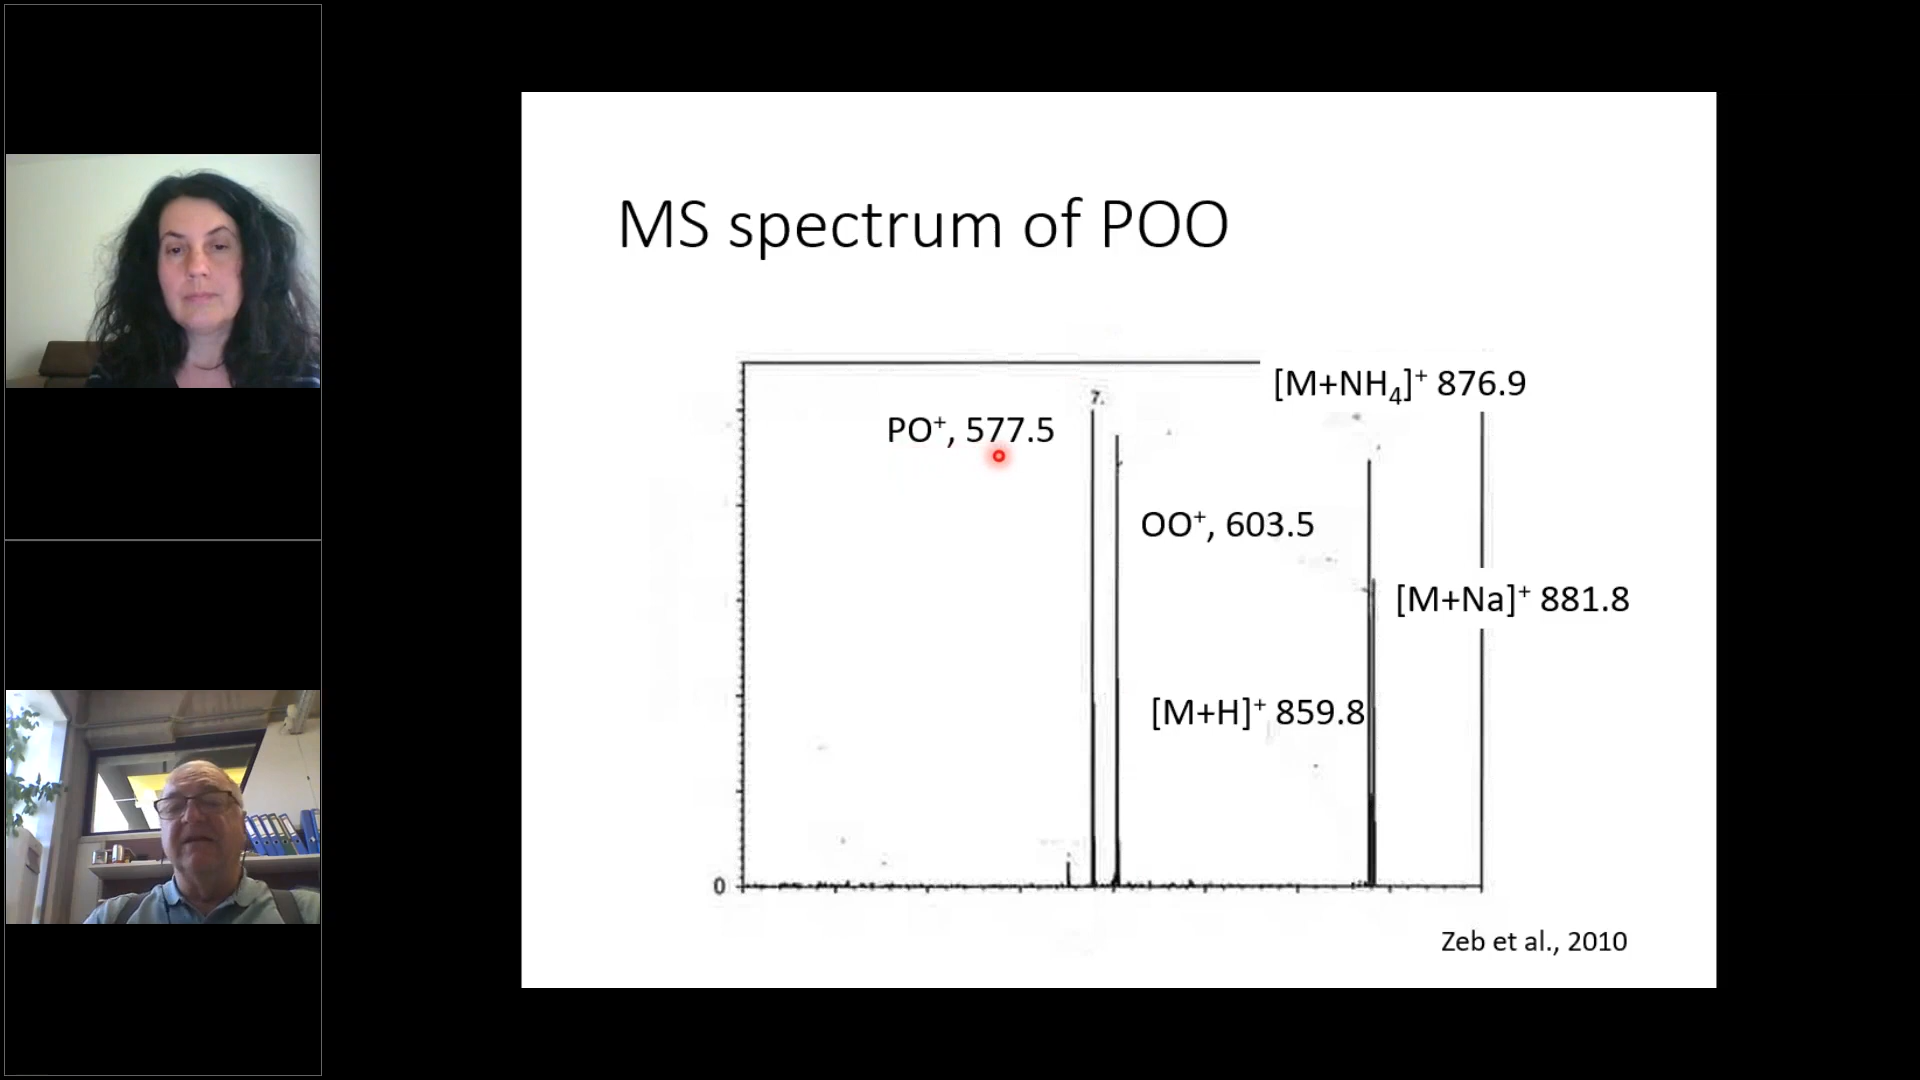 MS spectrum of POO
[M+NH₄]⁺ 876.9
7.
PO⁺, 577.5
OO⁺, 603.5
[M+Na]⁺ 881.8
[M+H]⁺ 859.8
0
Zeb et al., 2010